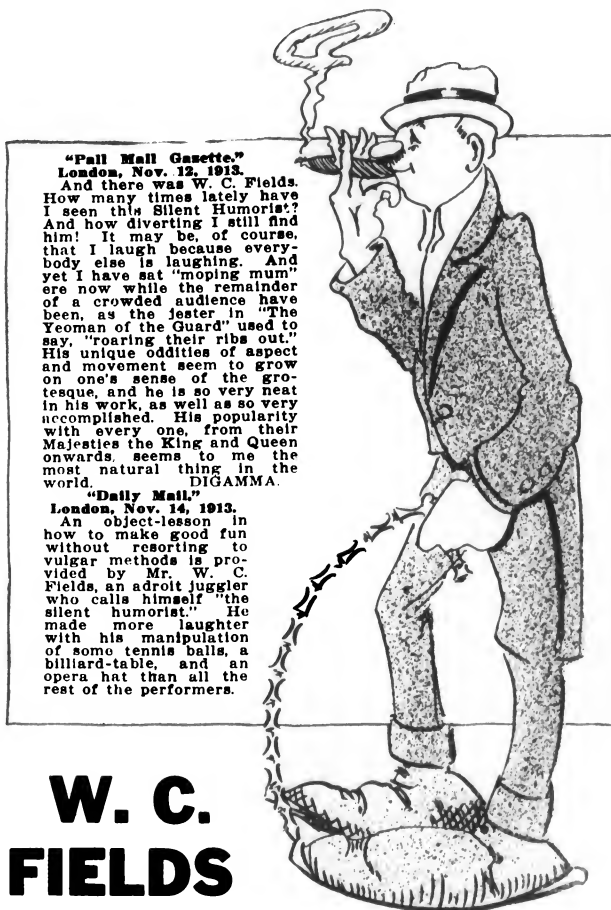 "Pall Mall Gazette."
London, Nov. 12, 1913.
And there was W. C. Fields.
How many times lately have
I seen this Silent Humorist?
And how diverting I still find
him! It may be, of course,
that I laugh because every-
body else is laughing. And
yet I have sat "moping mum"
ere now while the remainder
of a crowded audience have
been, as the jester in "The
Yeoman of the Guard" used to
say, "roaring their ribs out."
His unique oddities of aspect
and movement seem to grow
on one's sense of the gro-
tesque, and he is so very neat
in his work, as well as so very
accomplished. His popularity
with every one, from their
Majesties the King and Queen
onwards, seems to me the
most natural thing in the
world. DIGAMMA.
"Daily Mail."
London, Nov. 14, 1913.
An object-lesson in
how to make good fun
without resorting to
vulgar methods is pro-
vided by Mr. W. C.
Fields, an adroit juggler
who calls himself "the
silent humorist." He
made more laughter
with his manipulation
of some tennis balls, a
billiard-table, and an
opera hat than all the
rest of the performers.
W. C.
FIELDS